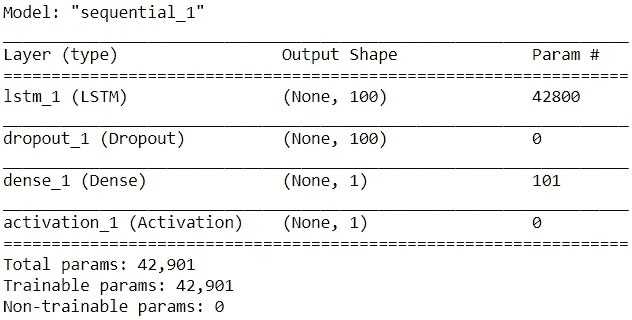 Model: "sequential_1"
Layer (type) Output Shape Param #
lstm_1 (LSTM) (None, 100) 42800
dropout_1 (Dropout) (None, 100) 0
dense_1 (Dense) (None, 1) 101
activation_1 (Activation) (None, 1) 0
Total params: 42,901
Trainable params: 42,901
Non-trainable params: 0